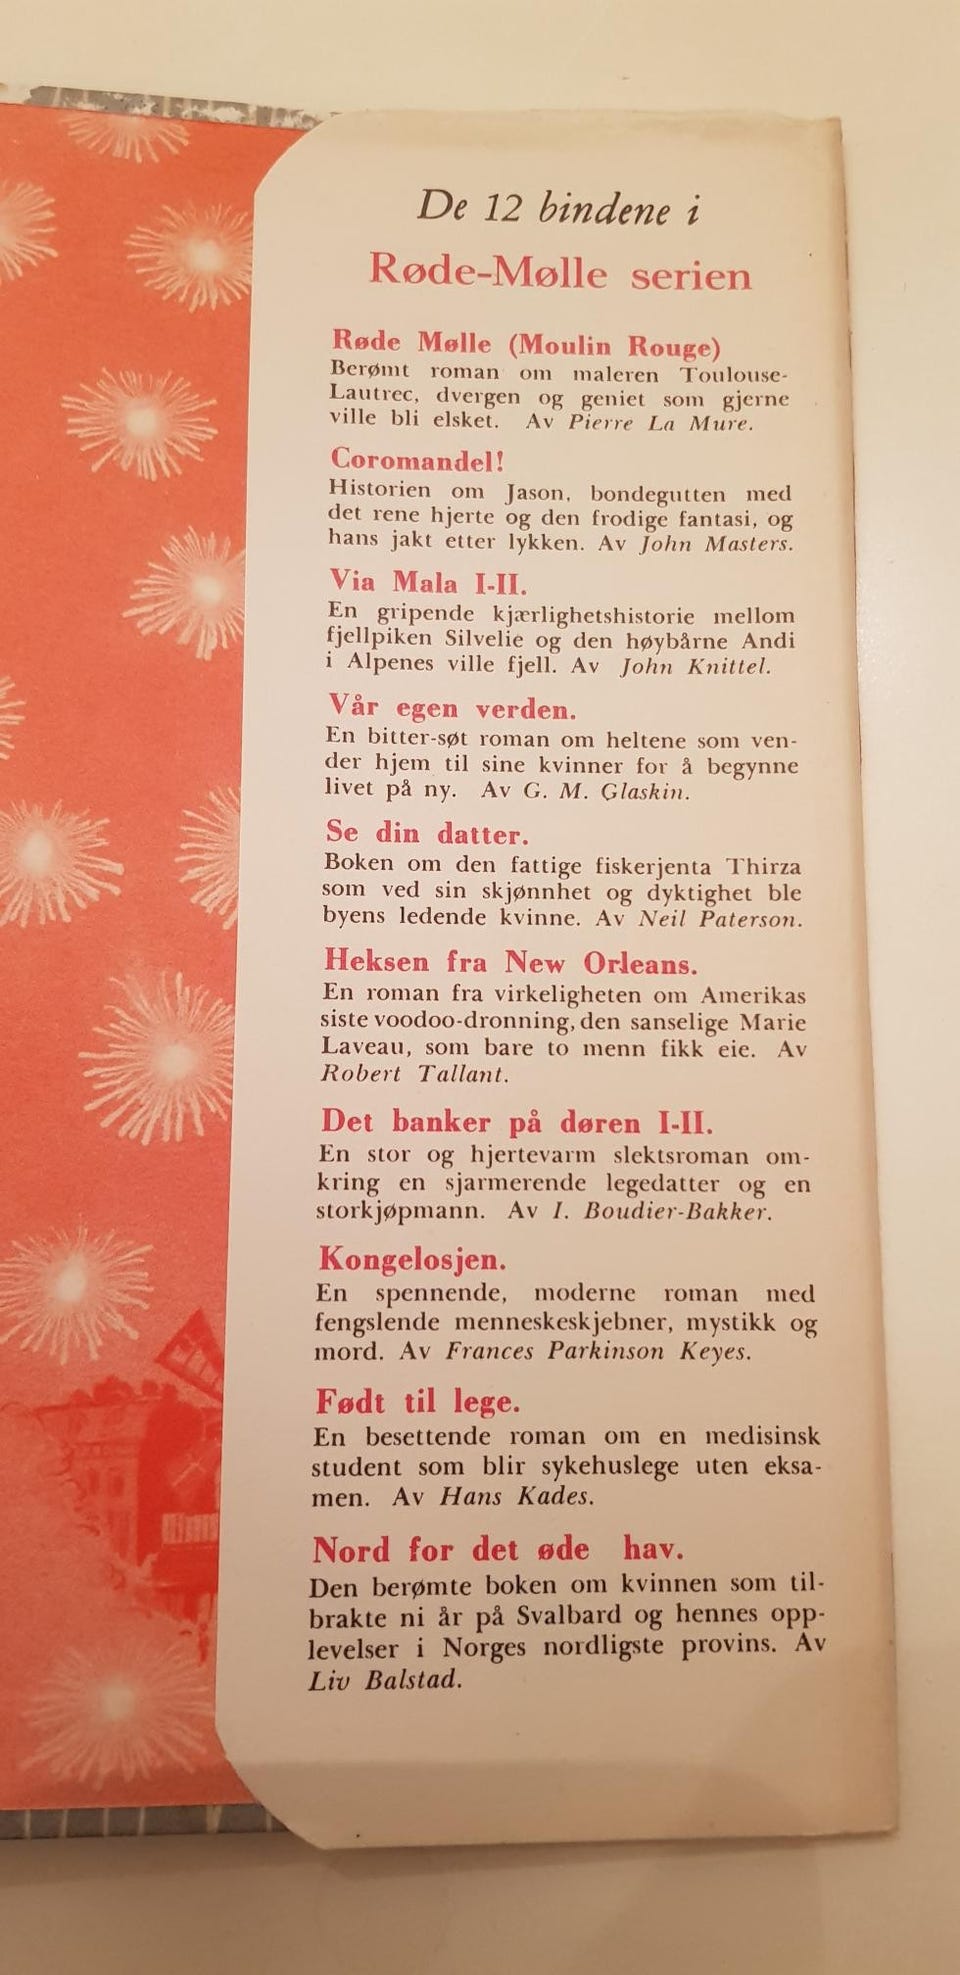 De 12 bindene i
Røde-Mølle serien
Røde Mølle (Moulin Rouge)
Berømt roman om maleren Toulouse-
Lautrec, dvergen og geniet som gjerne
ville bli elsket. Av Pierre La Mure.
Coromandel!
Historien om Jason, bondegutten med
det rene hjerte og den frodige fantasi, og
hans jakt etter lykken. Av John Masters.
Via Mala I-II.
En gripende kjærlighetshistorie mellom
fjellpiken Silvelie og den høybårne Andi
i Alpenes ville fjell. Av John Knittel.
Vår egen verden.
En bitter-søt roman om heltene som ven-
der hjem til sine kvinner for å begynne
livet på ny. Av G. M. Glaskin.
Se din datter.
Boken om den fattige fiskerjenta Thirza
som ved sin skjønnhet og dyktighet ble
byens ledende kvinne. Av Neil Paterson.
Heksen fra New Orleans.
En roman fra virkeligheten om Amerikas
siste voodoo-dronning, den sanselige Marie
Laveau, som bare to menn fikk eie. Av
Robert Tallant.
Det banker på døren I-II.
En stor og hjertevarm slektsroman om-
kring en sjarmerende legedatter og en
storkjøpmann. Av I. Boudier-Bakker.
Kongelosjen.
En spennende, moderne roman med
fengslende menneskeskjebner, mystikk og
mord. Av Frances Parkinson Keyes.
Født til lege.
En besettende roman om en medisinsk
student som blir sykehuslege uten eksa-
men. Av Hans Kades.
Nord for det øde hav.
Den berømte boken om kvinnen som til-
brakte ni år på Svalbard og hennes opp-
levelser i Norges nordligste provins. Av
Liv Balstad.